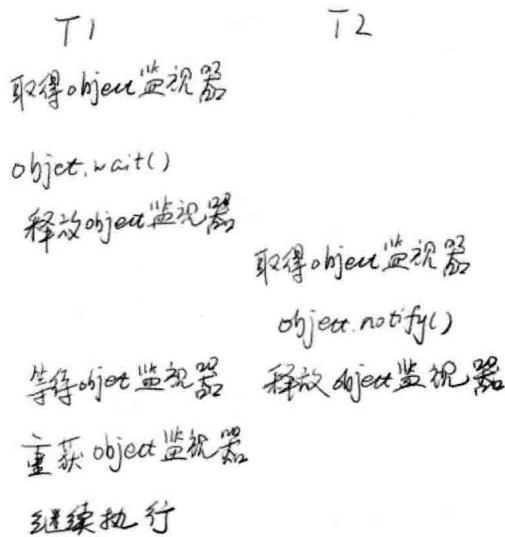 T1 T2
取得object监视器
objct.wait()
释放object监视器
取得object监视器
object.notify()
等待objet监视器 释放object监视器
重获object监视器
继续执行